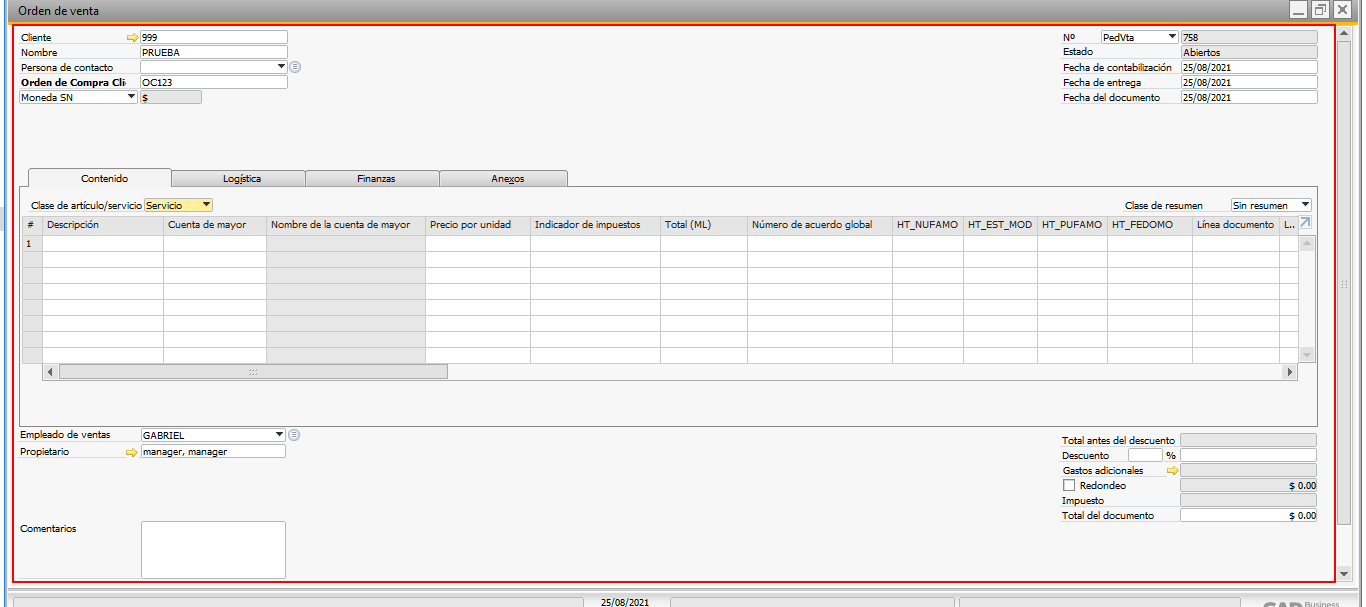 Orden de venta
Cliente 999
Nombre PRUEBA
Persona de contacto
Orden de Compra Cli OC123
Moneda SN $
Nº PedVta 758
Estado Abiertos
Fecha de contabilización 25/08/2021
Fecha de entrega 25/08/2021
Fecha del documento 25/08/2021
Contenido Logística Finanzas Anexos
Clase de artículo/servicio Servicio Clase de resumen Sin resumen
# Descripción Cuenta de mayor Nombre de la cuenta de mayor Precio por unidad Indicador de impuestos Total (ML) Número de acuerdo global HT_NUFAMO HT_EST_MOD HT_PUFAMO HT_FEDOMO Línea documento L..
1
Empleado de ventas GABRIEL
Propietario manager, manager
Comentarios
Total antes del descuento
Descuento %
Gastos adicionales
Redondeo $ 0.00
Impuesto
Total del documento $ 0.00
25/08/2021
Business